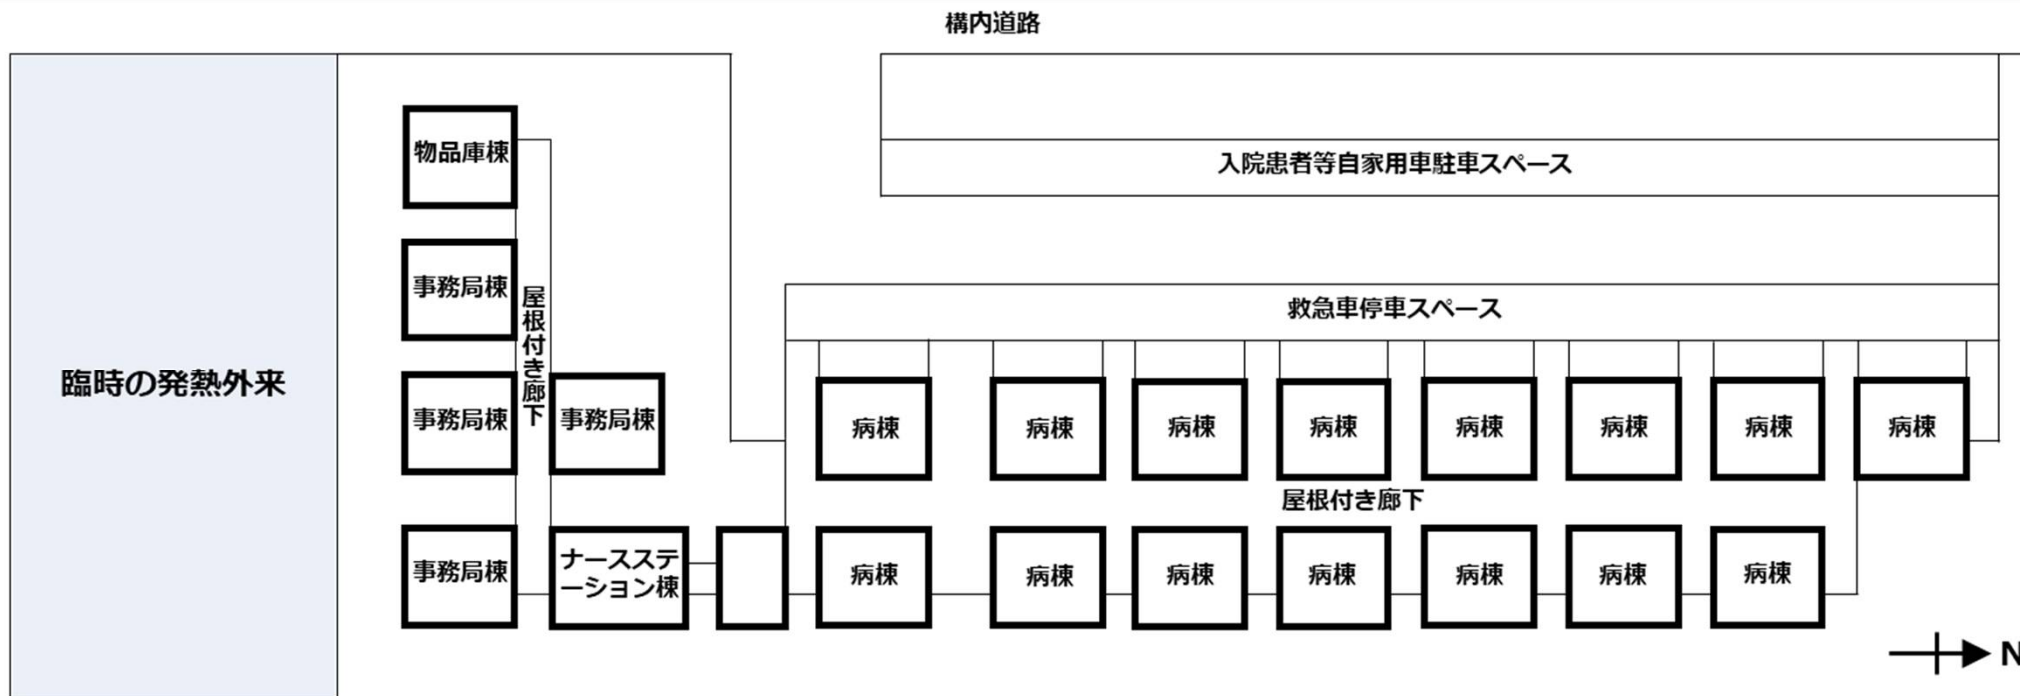 構内道路
物品庫棟
入院患者等自家用車駐車スペース
事務局棟
屋根付き廊下
救急車停車スペース
臨時の発熱外来
事務局棟
事務局棟
病棟
病棟
病棟
病棟
病棟
病棟
病棟
病棟
屋根付き廊下
事務局棟
ナースステ
ーション棟
病棟
病棟
病棟
病棟
病棟
病棟
病棟
N